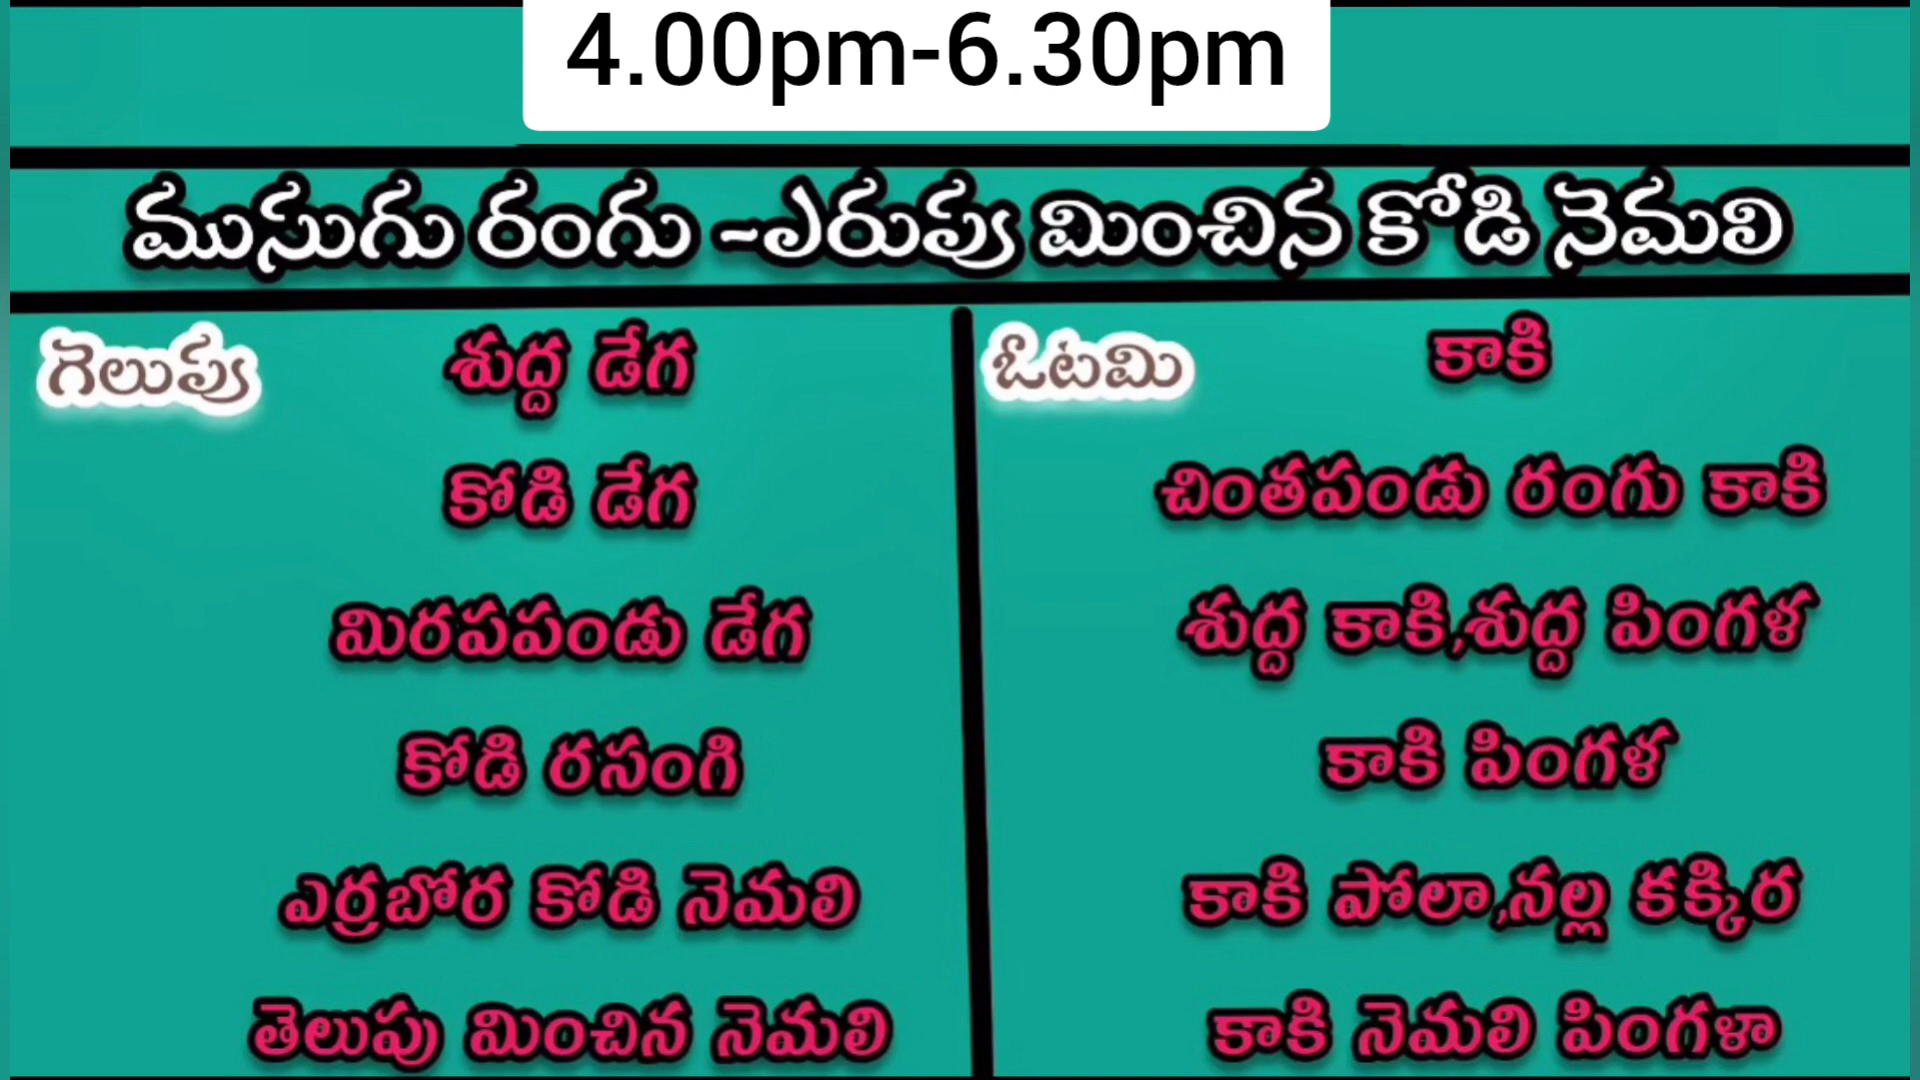 4.00pm-6.30pm
ముసుగు రంగు -ఎరుపు మించిన కోడి నెమలి
గెలుపు
శుద్ధ డేగ
కోడి డేగ
మిరపపండు డేగ
కోడి రసంగి
ఎర్రబోర కోడి నెమలి
తెలుపు మించిన నెమలి
ఓటమి
కాకి
చింతపండు రంగు కాకి
శుద్ధ కాకి,శుద్ధ పింగళ
కాకి పింగళ
కాకి పోలా,నల్ల కక్కిర
కాకి నెమలి పింగళా